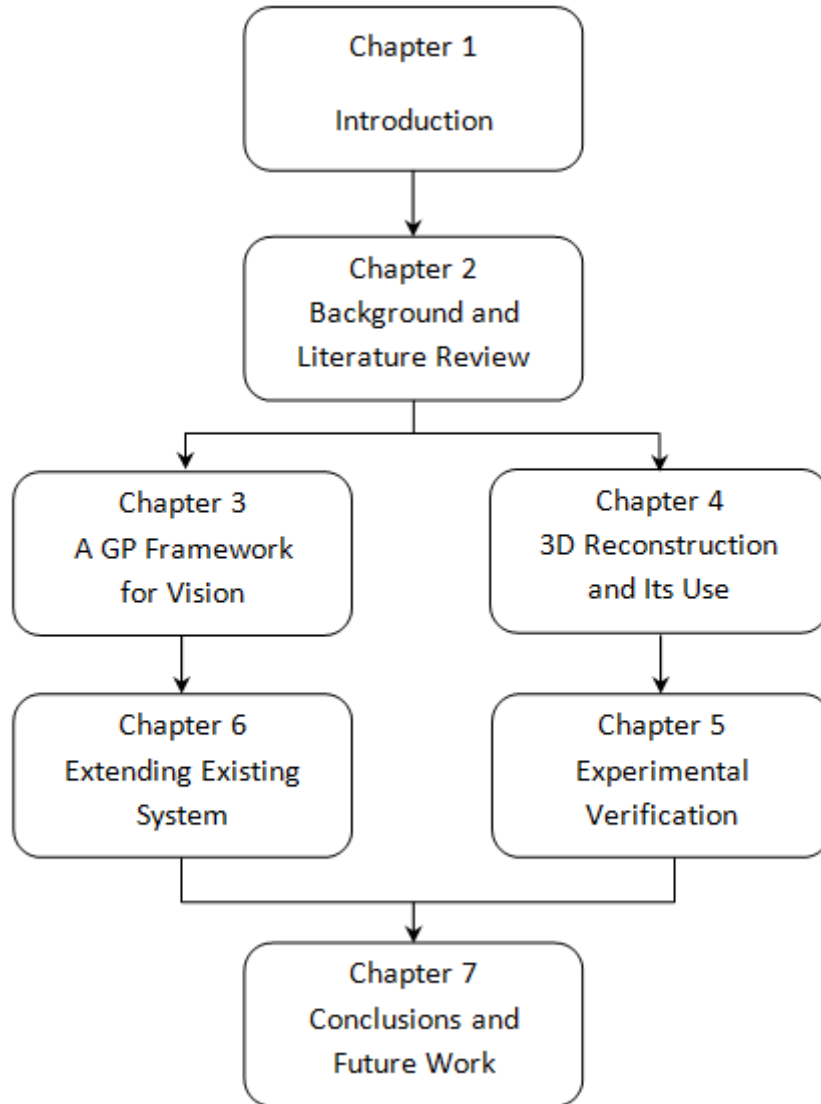 Chapter 1
Introduction
Chapter 2
Background and
Literature Review
Chapter 3
A GP Framework
for Vision
Chapter 4
3D Reconstruction
and Its Use
Chapter 6
Extending Existing
System
Chapter 5
Experimental
Verification
Chapter 7
Conclusions and
Future Work